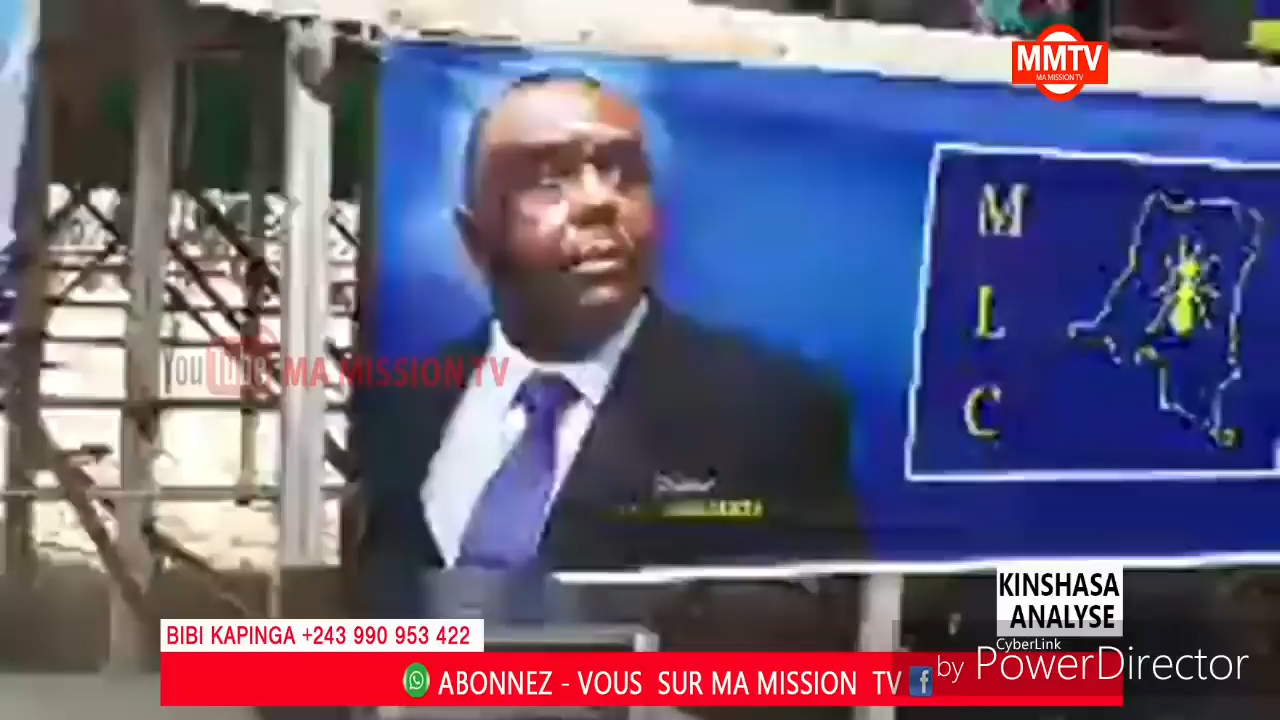 MMTV
MA MISSION TV
M
L
C
YouTube MA MISSION TV
KINSHASA
ANALYSE
BIBI KAPINGA +243 990 953 422
CyberLink
by PowerDirector
ABONNEZ - VOUS SUR MA MISSION TV